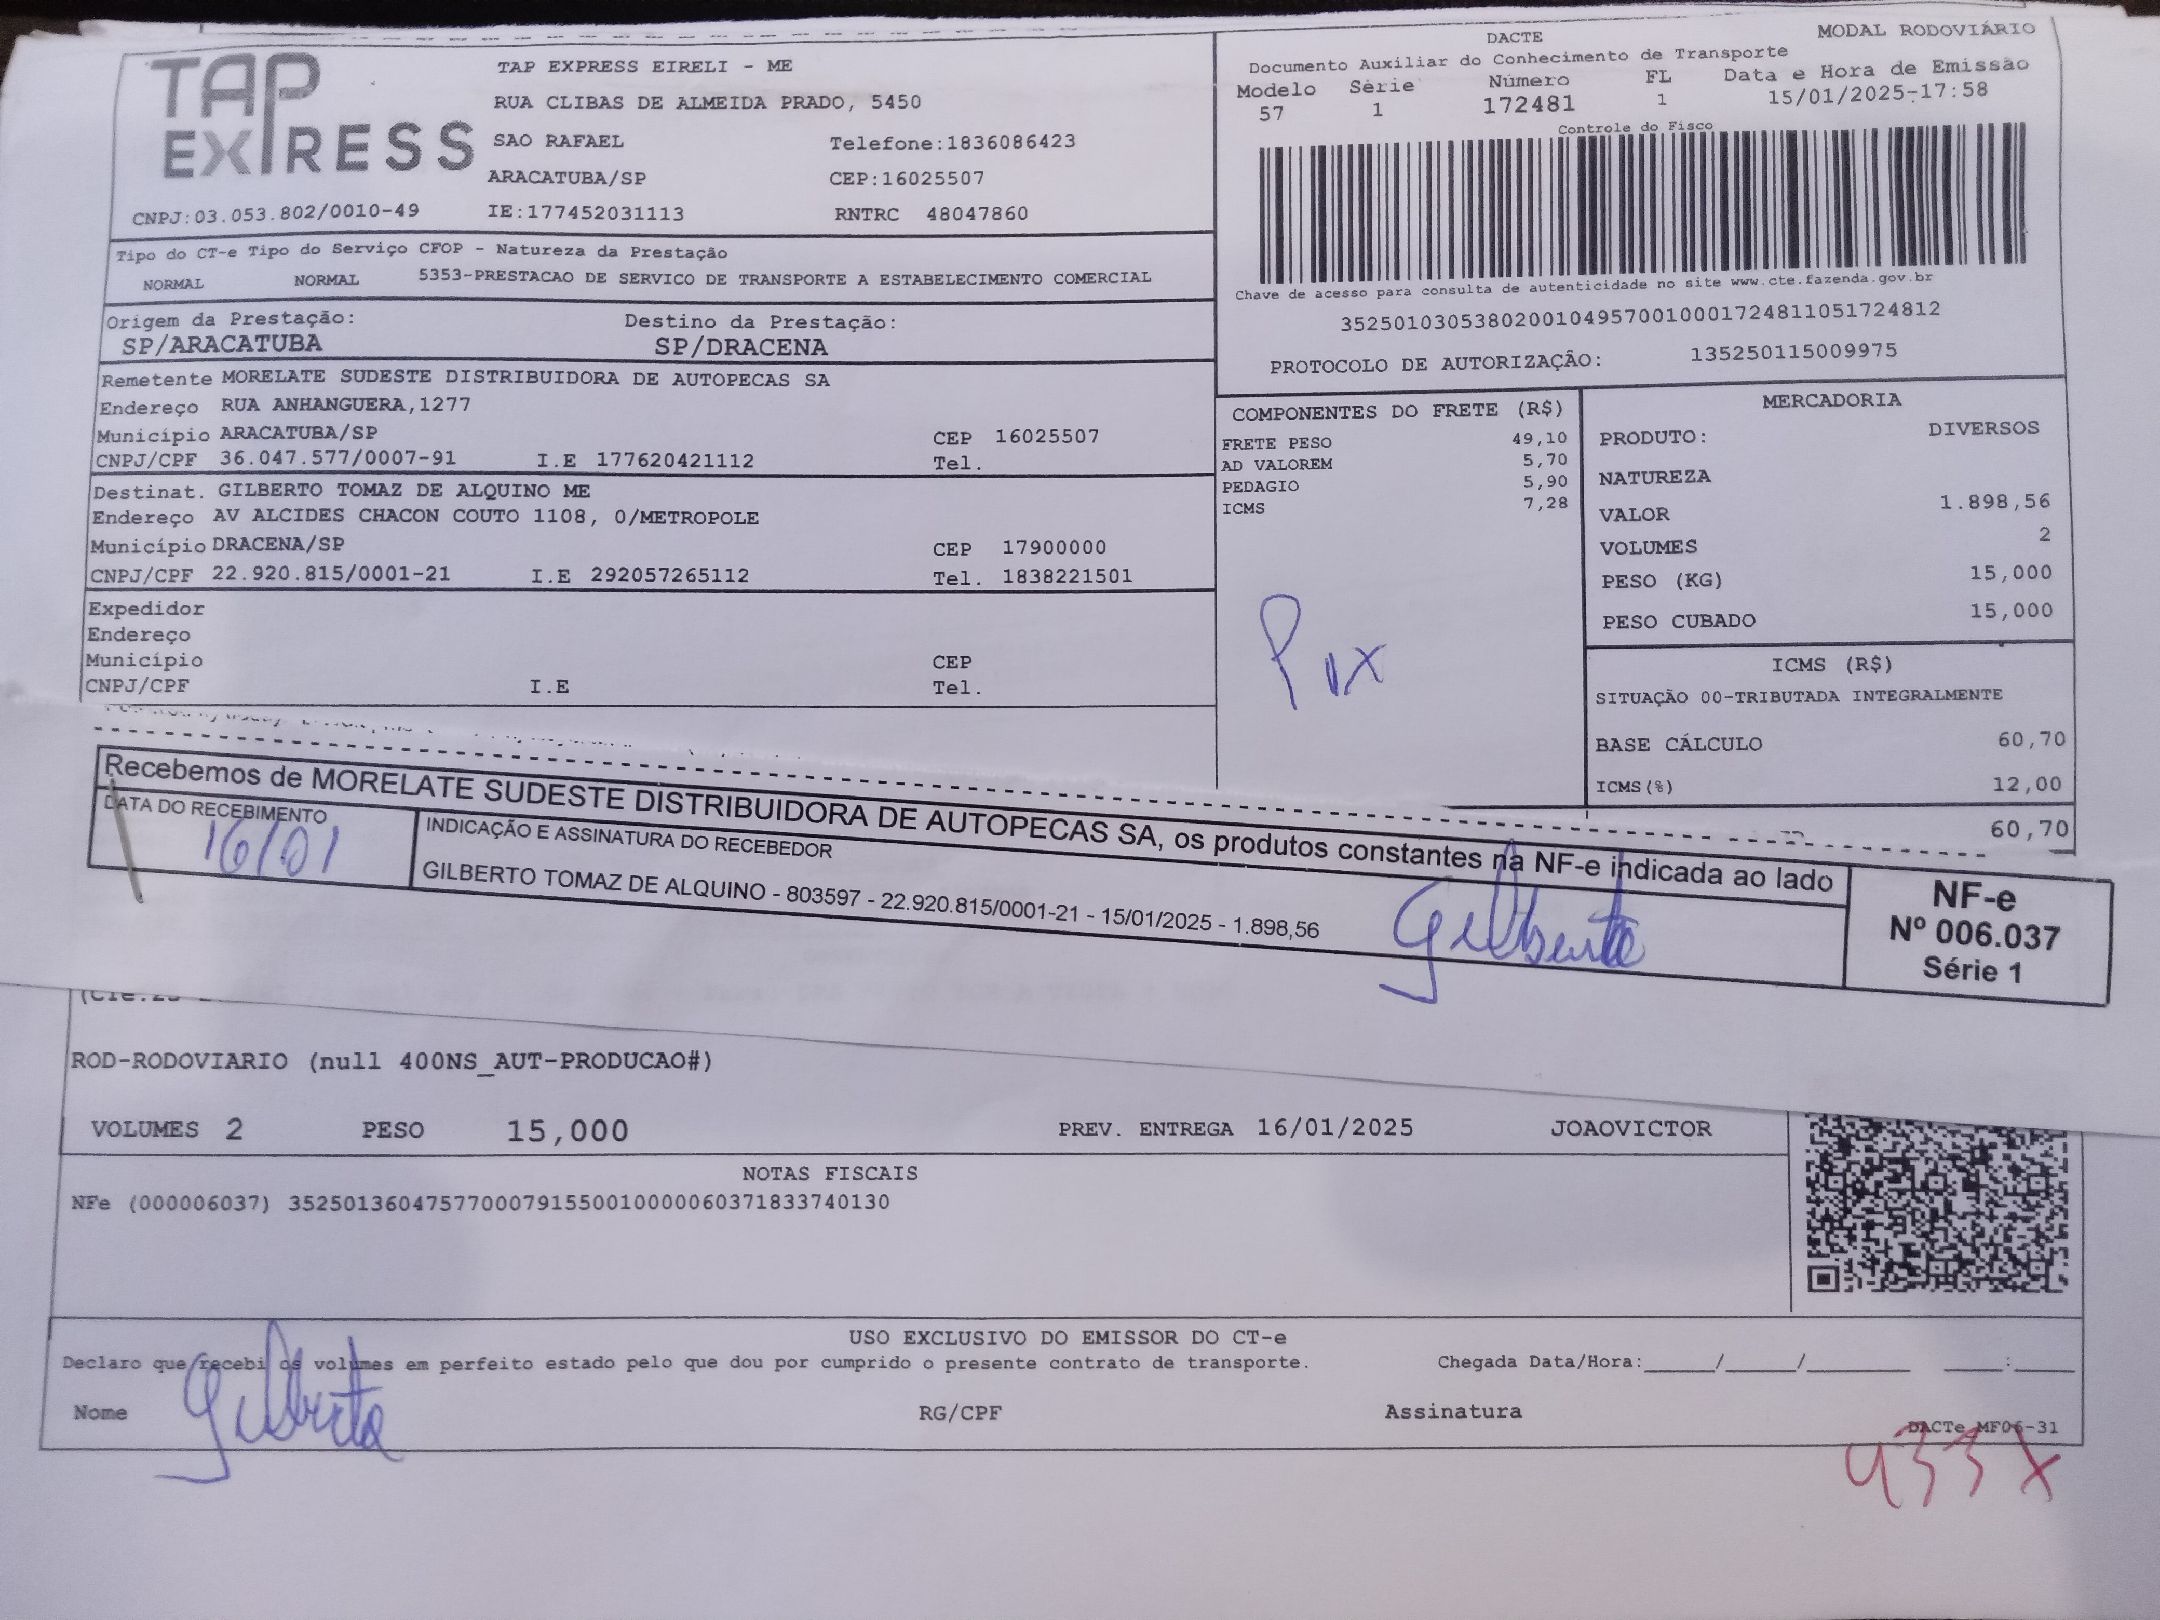 TAP EXPRESS
TAP EXPRESS EIRELI - ME
RUA CLIBAS DE ALMEIDA PRADO, 5450
SAO RAFAEL Telefone:1836086423
ARACATUBA/SP CEP:16025507
CNPJ:03.053.802/0010-49 IE:177452031113 RNTRC 48047860
Tipo do CT-e Tipo do Serviço CFOP - Natureza da Prestação
NORMAL NORMAL 5353-PRESTACAO DE SERVICO DE TRANSPORTE A ESTABELECIMENTO COMERCIAL
Origem da Prestação: Destino da Prestação:
SP/ARACATUBA SP/DRACENA
Remetente MORELATE SUDESTE DISTRIBUIDORA DE AUTOPECAS SA
Endereço RUA ANHANGUERA,1277
Município ARACATUBA/SP CEP 16025507
CNPJ/CPF 36.047.577/0007-91 I.E 177620421112 Tel.
Destinat. GILBERTO TOMAZ DE ALQUINO ME
Endereço AV ALCIDES CHACON COUTO 1108, 0/METROPOLE
Município DRACENA/SP CEP 17900000
CNPJ/CPF 22.920.815/0001-21 I.E 292057265112 Tel. 1838221501
Expedidor
Endereço
Município CEP
CNPJ/CPF I.E Tel.
DACTE MODAL RODOVIÁRIO
Documento Auxiliar do Conhecimento de Transporte
Modelo Série Número FL Data e Hora de Emissão
57 1 172481 1 15/01/2025-17:58
Controle do Fisco
Chave de acesso para consulta de autenticidade no site www.cte.fazenda.gov.br
35250103053802001049570010001724811051724812
PROTOCOLO DE AUTORIZAÇÃO: 135250115009975
COMPONENTES DO FRETE (R$)
FRETE PESO 49,10
AD VALOREM 5,70
PEDAGIO 5,90
ICMS 7,28
Pix
MERCADORIA
PRODUTO: DIVERSOS
NATUREZA
VALOR 1.898,56
VOLUMES 2
PESO (KG) 15,000
PESO CUBADO 15,000
ICMS (R$)
SITUAÇÃO 00-TRIBUTADA INTEGRALMENTE
BASE CÁLCULO 60,70
ICMS(%) 12,00
60,70
Recebemos de MORELATE SUDESTE DISTRIBUIDORA DE AUTOPECAS SA, os produtos constantes na NF-e indicada ao lado
DATA DO RECEBIMENTO
16/01
INDICAÇÃO E ASSINATURA DO RECEBEDOR
GILBERTO TOMAZ DE ALQUINO - 803597 - 22.920.815/0001-21 - 15/01/2025 - 1.898,56
Gilberto
NF-e
Nº 006.037
Série 1
ROD-RODOVIARIO (null 400NS_AUT-PRODUCAO#)
VOLUMES 2 PESO 15,000 PREV. ENTREGA 16/01/2025 JOAOVICTOR
NOTAS FISCAIS
NFe (000006037) 35250136047577000791550010000060371833740130
USO EXCLUSIVO DO EMISSOR DO CT-e
Declaro que recebi os volumes em perfeito estado pelo que dou por cumprido o presente contrato de transporte. Chegada Data/Hora:_____/_____/_______ ____:____
Nome Gilberto RG/CPF Assinatura
DACTe MF06-31
933 X